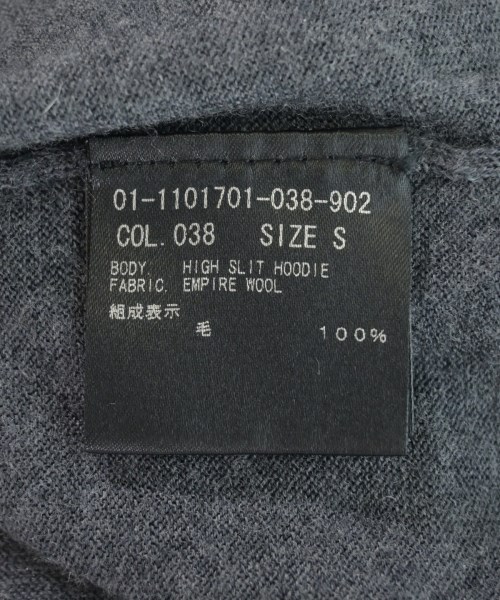 01-1101701-038-902
COL. 038 SIZE S
BODY. HIGH SLIT HOODIE
FABRIC. EMPIRE WOOL
組成表示
毛 100%